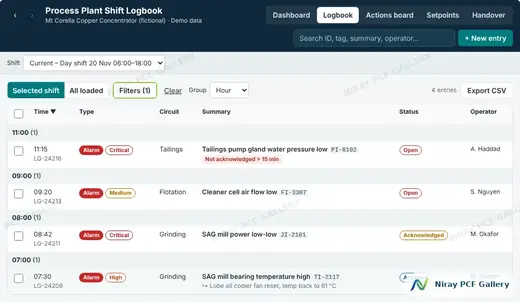 Process Plant Shift Logbook
Mt Corella Copper Concentrator (fictional) · Demo data
Dashboard Logbook Actions board Setpoints Handover
Search ID, tag, summary, operator...
+ New entry
Shift Current – Day shift 20 Nov 06:00–18:00
Selected shift All loaded Filters (1) Clear Group Hour 4 entries Export CSV
Time ▼ Type Circuit Summary Status Operator
11:00 (1)
11:15 Alarm Critical Tailings Tailings pump gland water pressure low PI-6102 Open A. Haddad
LG-24216 Not acknowledged > 15 min
09:00 (1)
09:20 Alarm Medium Flotation Cleaner cell air flow low FI-3307 Open S. Nguyen
LG-24213
08:00 (1)
08:42 Alarm Critical Grinding SAG mill power low-low JI-2101 Acknowledged M. Okafor
LG-24211
07:00 (1)
07:30 Alarm High Grinding SAG mill bearing temperature high TI-2117
LG-24209 ↪ Lube oil cooler fan reset, temp back to 61 °C
Niray PCF Gallery